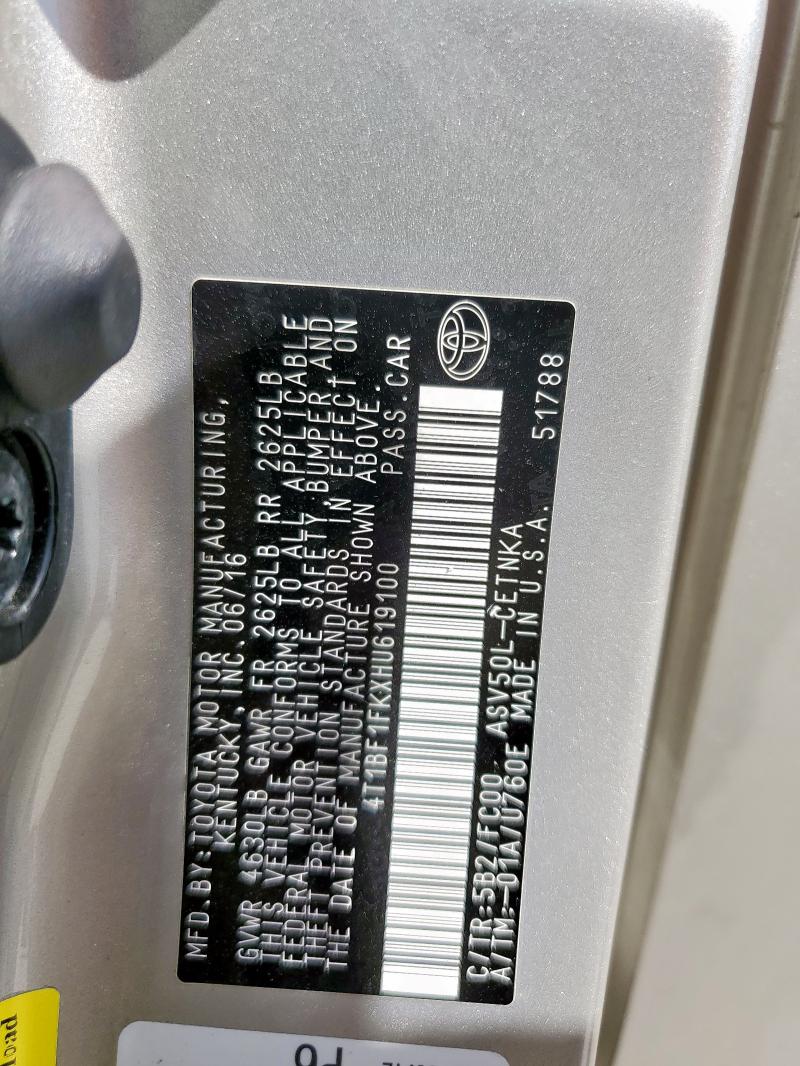 MFD. BY: TOYOTA MOTOR MANUFACTURING,
KENTUCKY, INC. 06/16
GVWR 4630LB GAWR FR 2625LB RR 2625LB
THIS VEHICLE CONFORMS TO ALL APPLICABLE
FEDERAL MOTOR VEHICLE SAFETY, BUMPER AND
THEFT PREVENTION STANDARDS IN EFFECT ON
THE DATE OF MANUFACTURE SHOWN ABOVE.
4T1BF1FKXHU619100 PASS.CAR
C/TR:5B2/FC00 ASV50L-CETNKA
A/TM:-01A/U760E MADE IN U.S.A. 51788